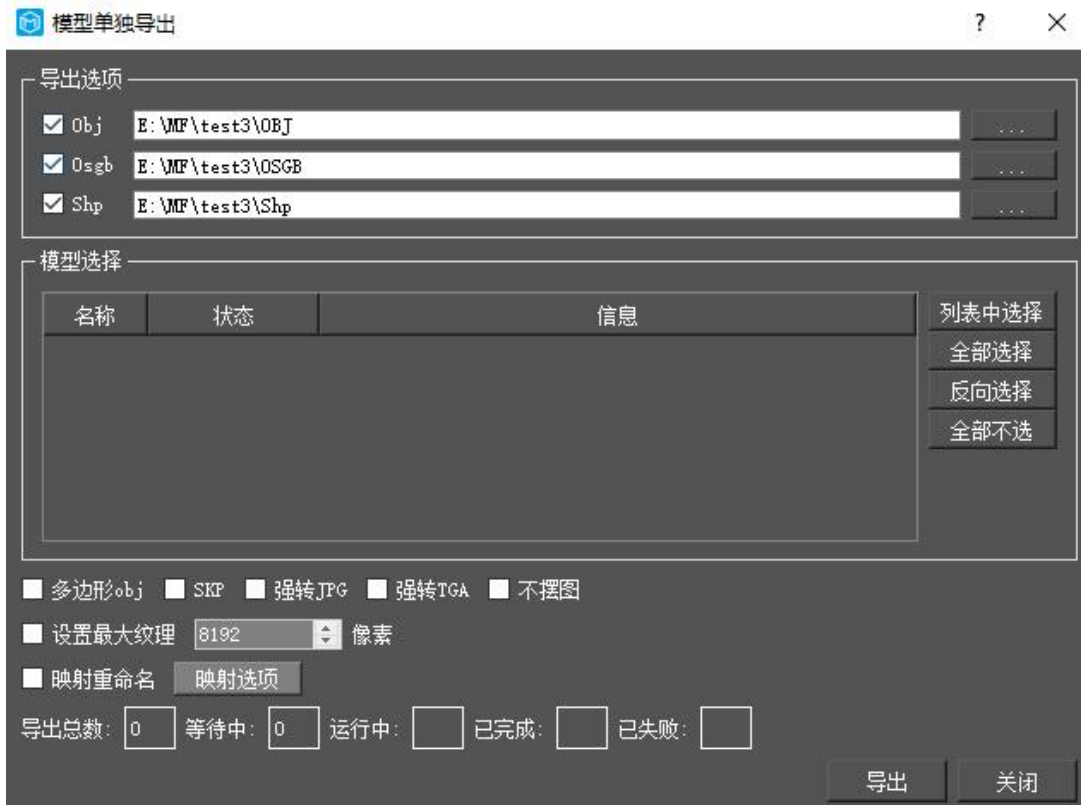 模型单独导出 ?
导出选项
Obj E:\MF\test3\OBJ ...
Osgb E:\MF\test3\OSGB ...
Shp E:\MF\test3\Shp ...
模型选择
名称 状态 信息
列表中选择
全部选择
反向选择
全部不选
多边形obj SKP 强转JPG 强转TGA 不摆图
设置最大纹理 8192 像素
映射重命名 映射选项
导出总数: 0 等待中: 0 运行中: 已完成: 已失败:
导出 关闭